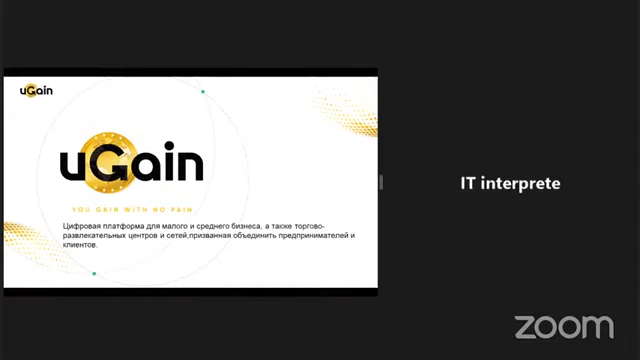 uGain
uGain
YOU GAIN WITH NO PAIN
Цифровая платформа для малого и среднего бизнеса, а также торгово-
развлекательных центров и сетей,призванная объединить предпринимателей и
клиентов.
IT interprete
zoom